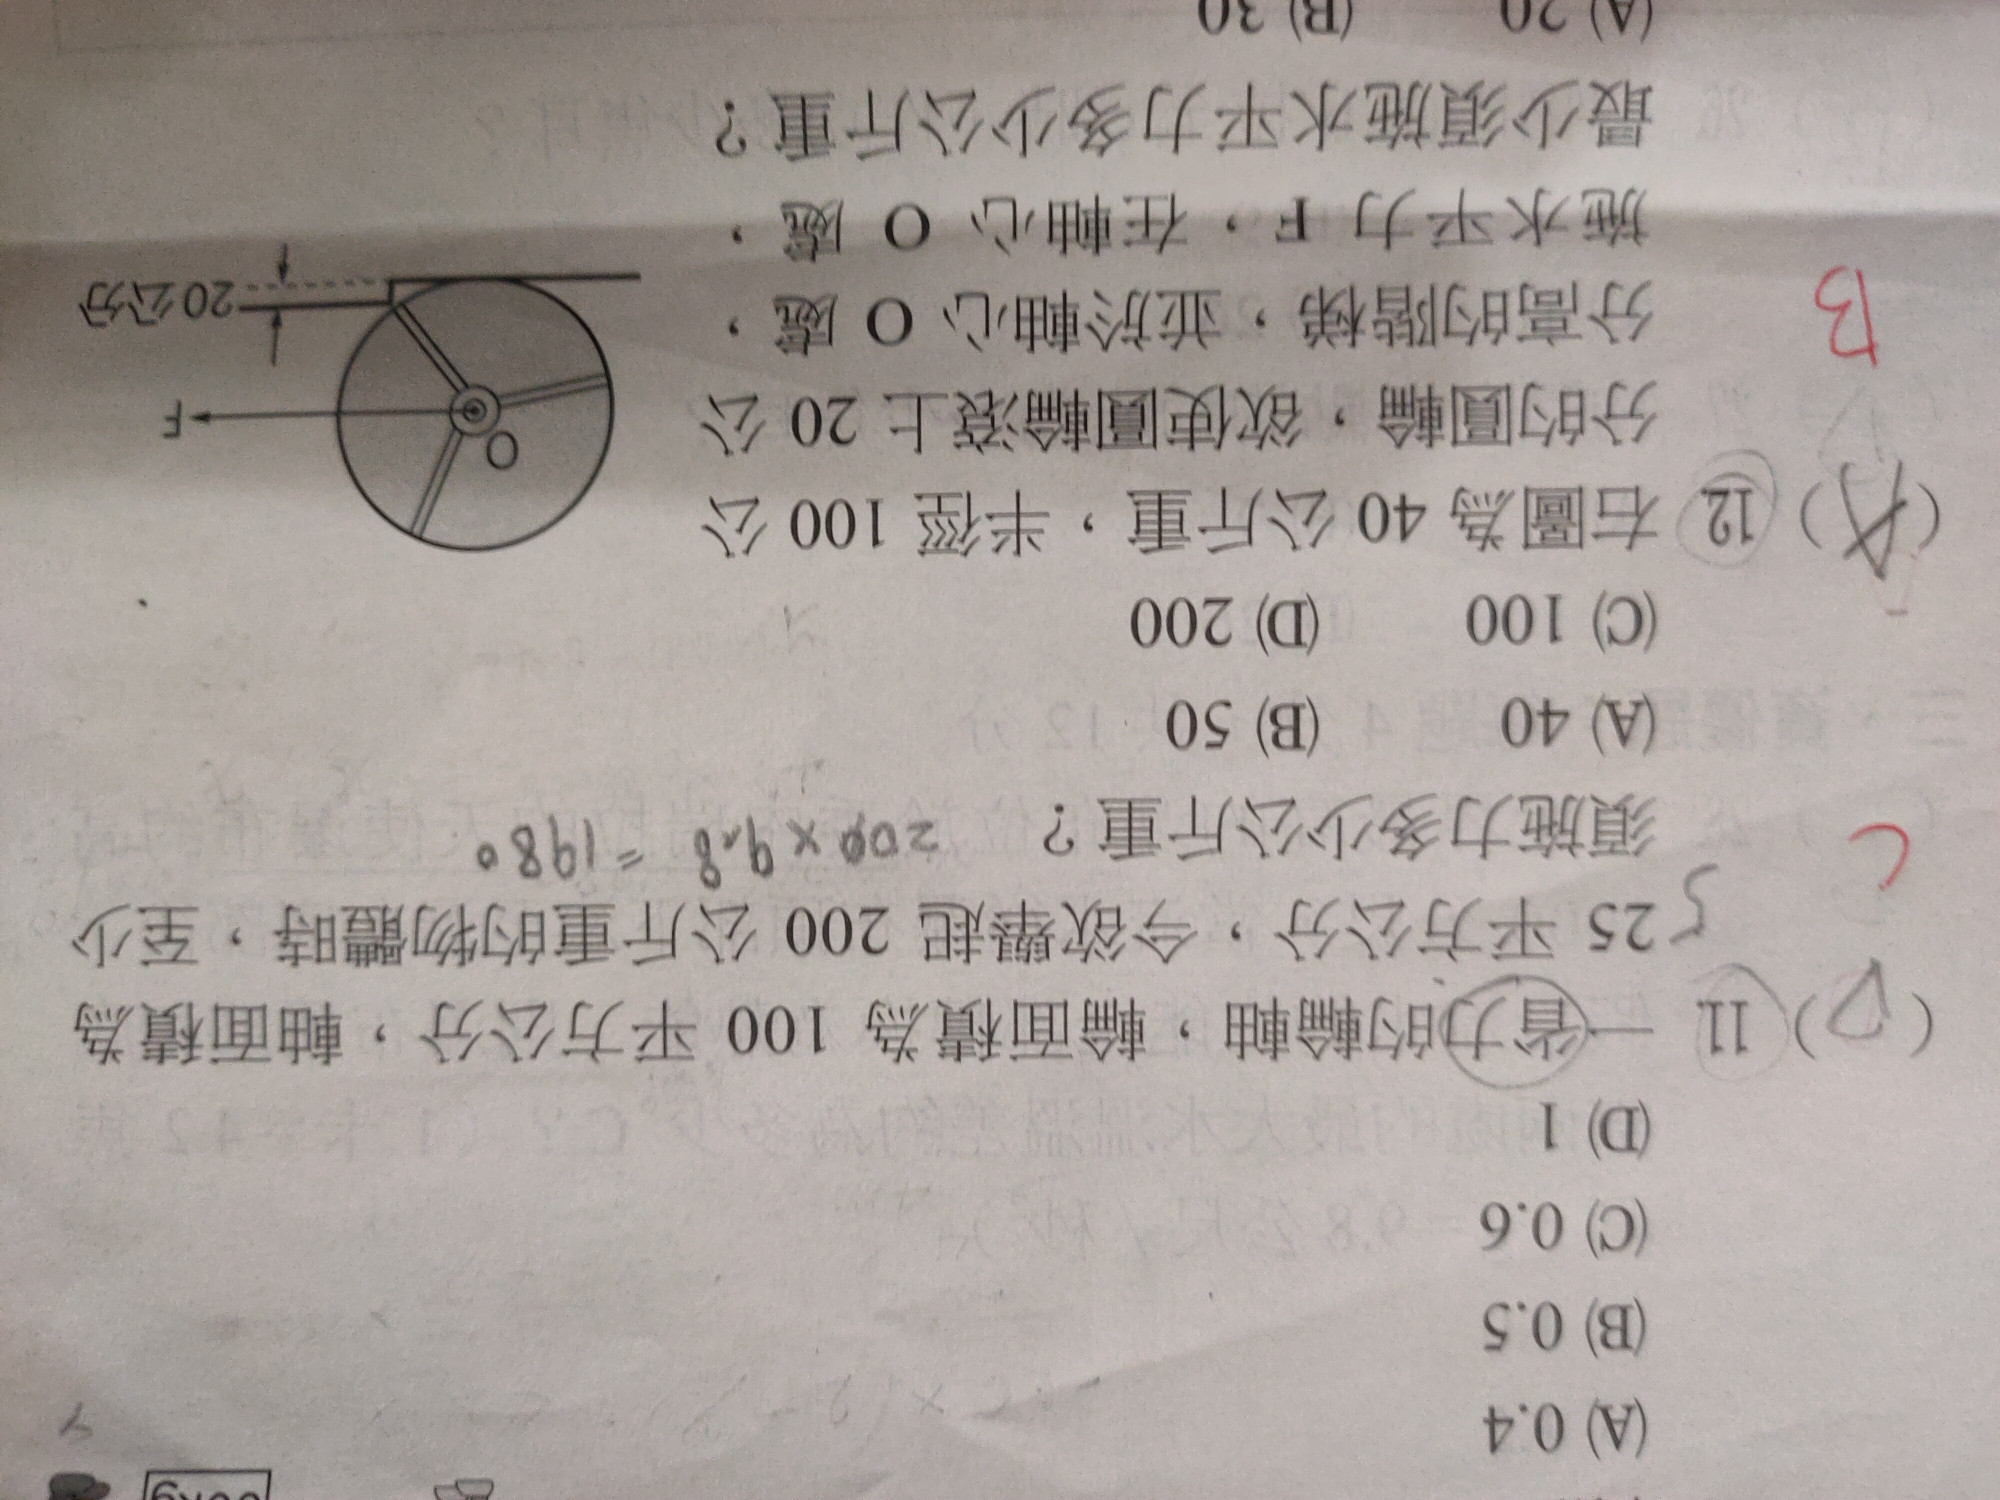 60kg
(A) 0.4
(B) 0.5
(C) 0.6
(D) 1
(D) 11 一省力的輪軸，輪面積為 100 平方公分，軸面積為
25 平方公分，今欲舉起 200 公斤重的物體時，至少
須施力多少公斤重？ 200 × 9.8 = 1980
C
(A) 40 (B) 50
(C) 100 (D) 200
(A) 12 右圖為 40 公斤重，半徑 100 公
分的圓輪，欲使圓輪滾上 20 公
分高的階梯，並於軸心 O 處，
施水平力 F，在軸心 O 處，
最少須施水平力多少公斤重？
B
O
F
20公分
(A) 20 (B) 30